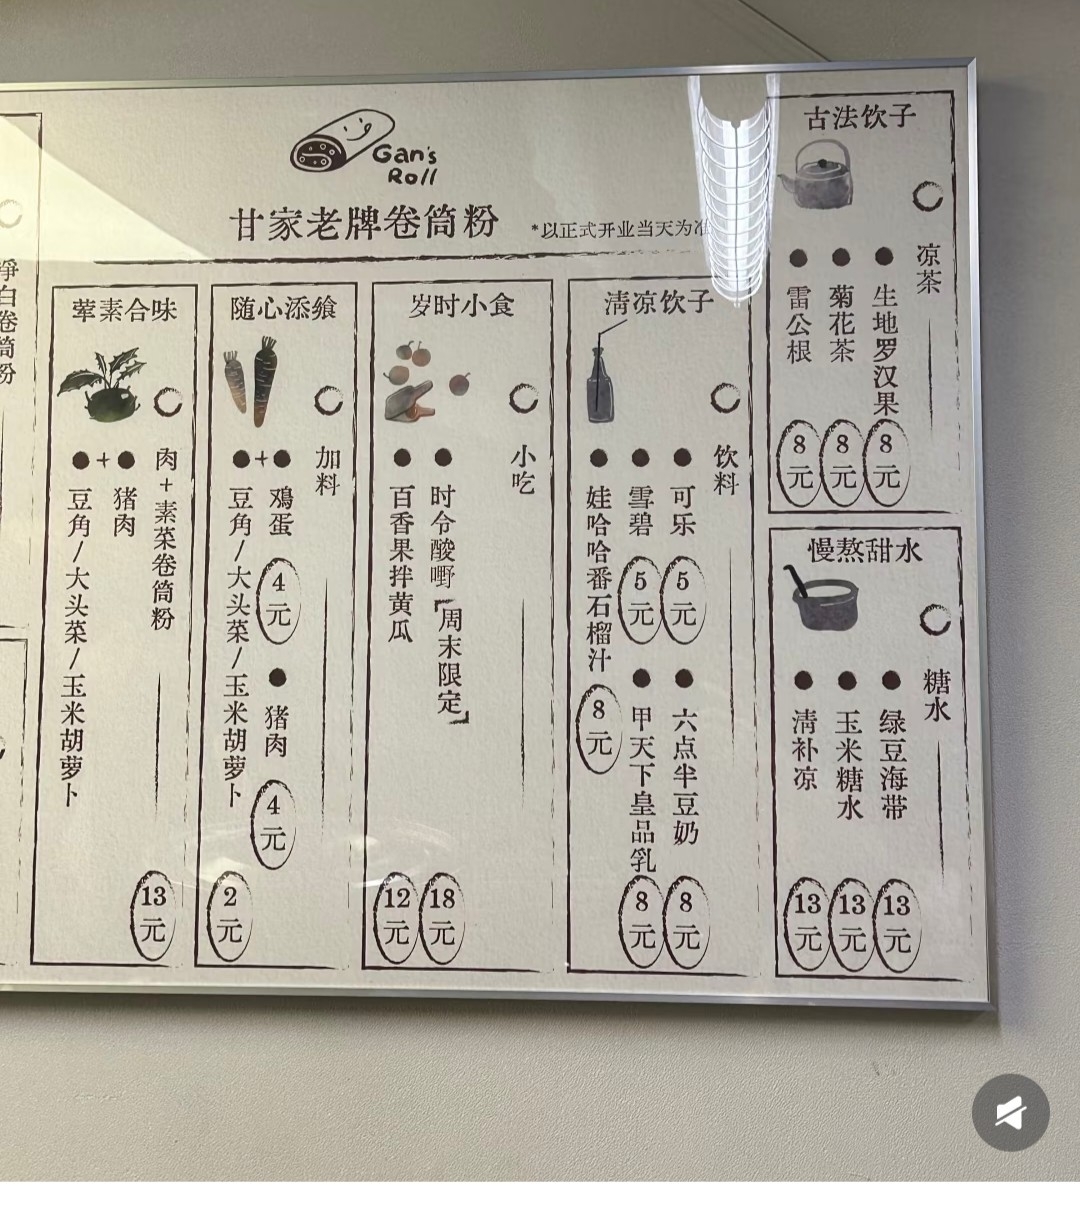 Gan's
Roll
甘家老牌卷筒粉
*以正式开业当天为准
净白卷筒粉
荤素合味
肉+素菜卷筒粉
●+●
猪肉
豆角/大头菜/玉米胡萝卜
13元
随心添飨
加料
●+●
鸡蛋
4元
猪肉
4元
豆角/大头菜/玉米胡萝卜
2元
岁时小食
小吃
时令酸嘢「周末限定」
18元
百香果拌黄瓜
12元
清凉饮子
饮料
可乐
5元
六点半豆奶
8元
雪碧
5元
甲天下皇品乳
8元
娃哈哈番石榴汁
8元
古法饮子
凉茶
生地罗汉果
8元
菊花茶
8元
雷公根
8元
慢熬甜水
糖水
绿豆海带
13元
玉米糖水
13元
清补凉
13元